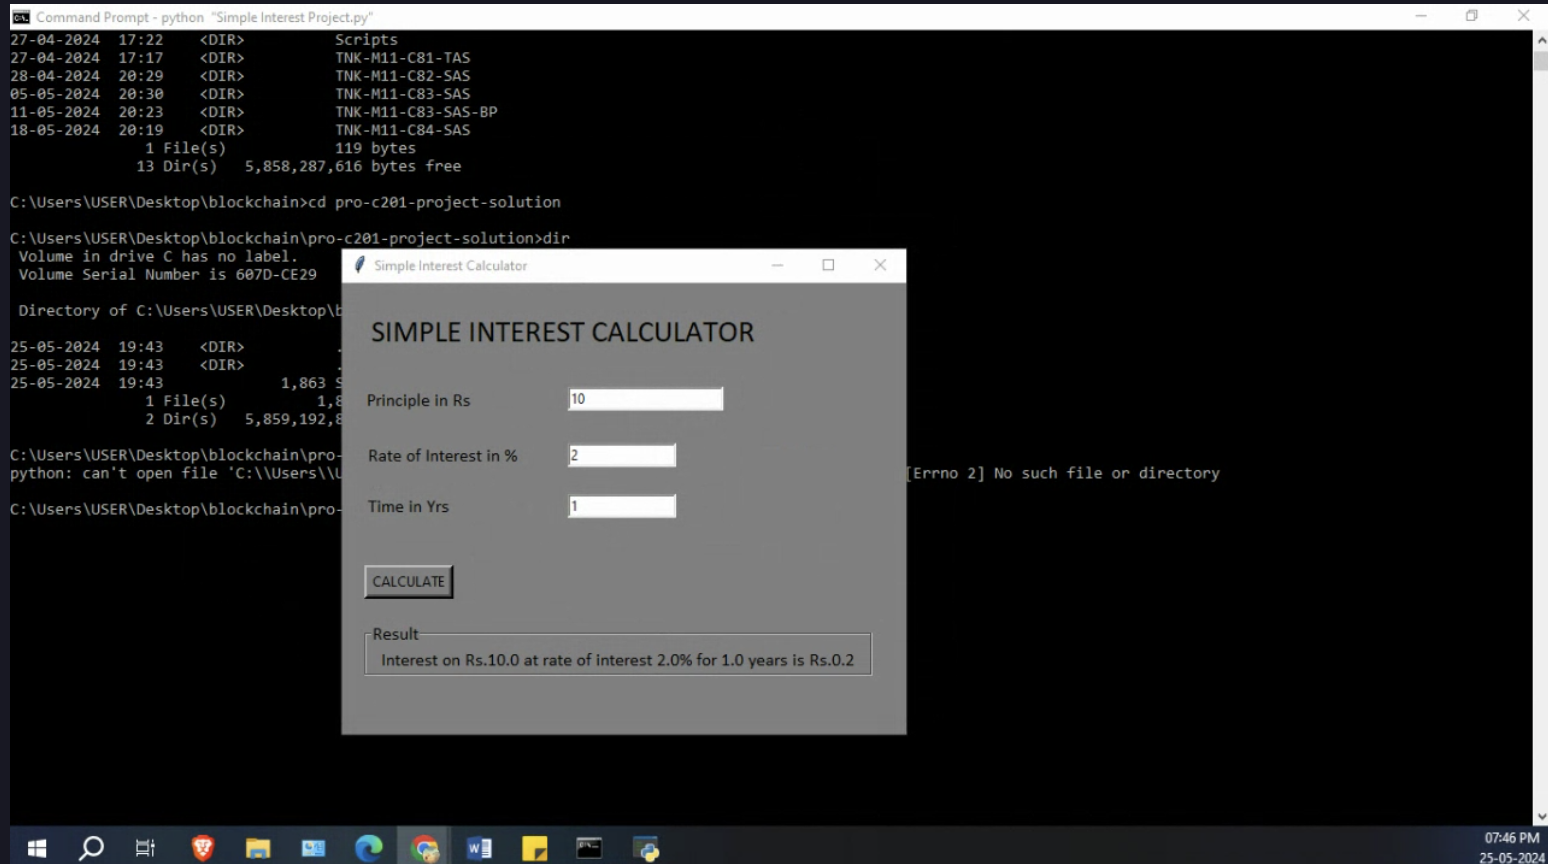 Command Prompt - python "Simple Interest Project.py"
27-04-2024 17:22 <DIR> Scripts
27-04-2024 17:17 <DIR> TNK-M11-C81-TAS
28-04-2024 20:29 <DIR> TNK-M11-C82-SAS
05-05-2024 20:30 <DIR> TNK-M11-C83-SAS
11-05-2024 20:23 <DIR> TNK-M11-C83-SAS-BP
18-05-2024 20:19 <DIR> TNK-M11-C84-SAS
1 File(s) 119 bytes
13 Dir(s) 5,858,287,616 bytes free
C:\Users\USER\Desktop\blockchain>cd pro-c201-project-solution
C:\Users\USER\Desktop\blockchain\pro-c201-project-solution>dir
Volume in drive C has no label.
Volume Serial Number is 607D-CE29
Directory of C:\Users\USER\Desktop\b
25-05-2024 19:43 <DIR> .
25-05-2024 19:43 <DIR> .
25-05-2024 19:43 1,863 S
1 File(s) 1,8
2 Dir(s) 5,859,192,8
C:\Users\USER\Desktop\blockchain\pro-
python: can't open file 'C:\\Users\\U [Errno 2] No such file or directory
C:\Users\USER\Desktop\blockchain\pro-
Simple Interest Calculator
SIMPLE INTEREST CALCULATOR
Principle in Rs 10
Rate of Interest in % 2
Time in Yrs 1
CALCULATE
Result
Interest on Rs.10.0 at rate of interest 2.0% for 1.0 years is Rs.0.2
07:46 PM
25-05-2024